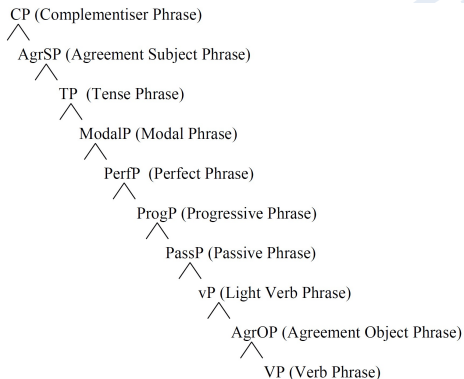 CP (Complementiser Phrase)
AgrSP (Agreement Subject Phrase)
TP (Tense Phrase)
ModalP (Modal Phrase)
PerfP (Perfect Phrase)
ProgP (Progressive Phrase)
PassP (Passive Phrase)
vP (Light Verb Phrase)
AgrOP (Agreement Object Phrase)
VP (Verb Phrase)